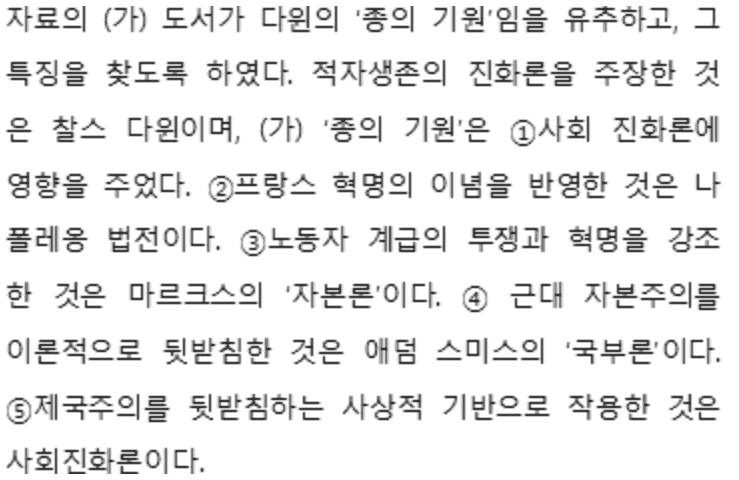 자료의 (가) 도서가 다윈의 ‘종의 기원’임을 유추하고, 그
특징을 찾도록 하였다. 적자생존의 진화론을 주장한 것
은 찰스 다윈이며, (가) ‘종의 기원’은 ①사회 진화론에
영향을 주었다. ②프랑스 혁명의 이념을 반영한 것은 나
폴레옹 법전이다. ③노동자 계급의 투쟁과 혁명을 강조
한 것은 마르크스의 ‘자본론’이다. ④ 근대 자본주의를
이론적으로 뒷받침한 것은 애덤 스미스의 ‘국부론’이다.
⑤제국주의를 뒷받침하는 사상적 기반으로 작용한 것은
사회진화론이다.